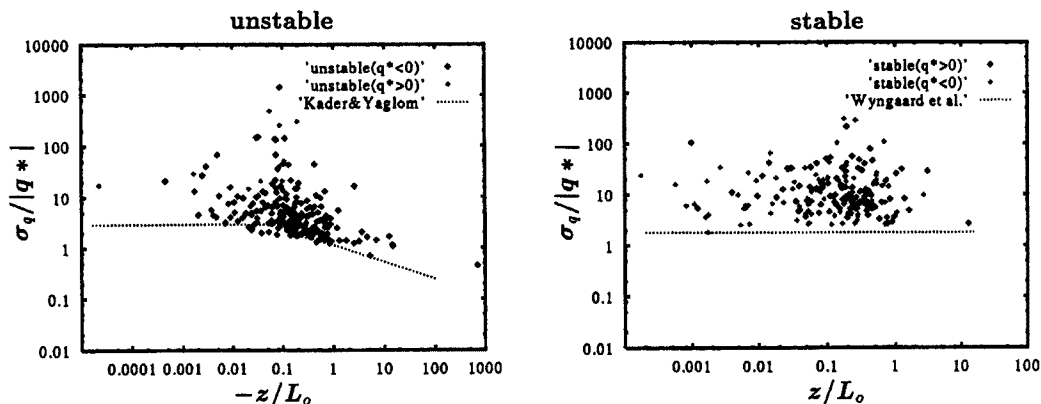 unstable
10000
1000
100
10
1
0.1
0.01
'unstable(q*<0)'
'unstable(q*>0)'
'Kader&Yaglom'
σq/|q*|
0.0001 0.001 0.01 0.1 1 10 100 1000
−z/Lo
stable
10000
1000
100
10
1
0.1
0.01
'stable(q*>0)'
'stable(q*<0)'
'Wyngaard et al.'
σq/|q*|
0.001 0.01 0.1 1 10 100
z/Lo